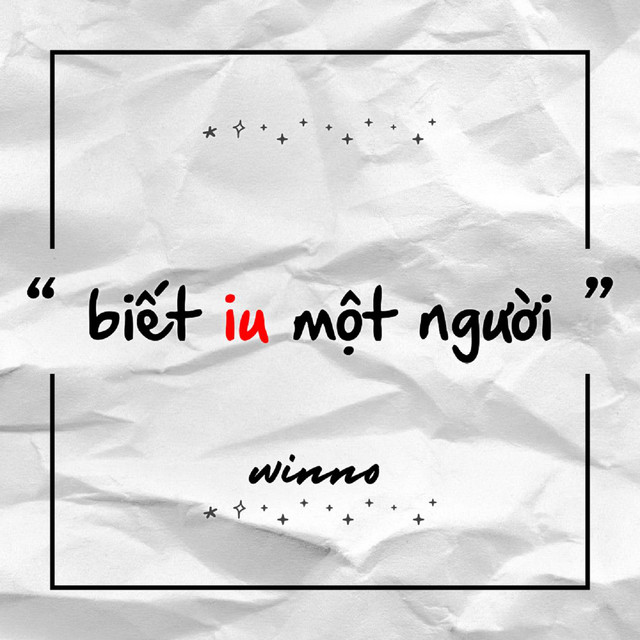 “ biết iu một người ”
winno